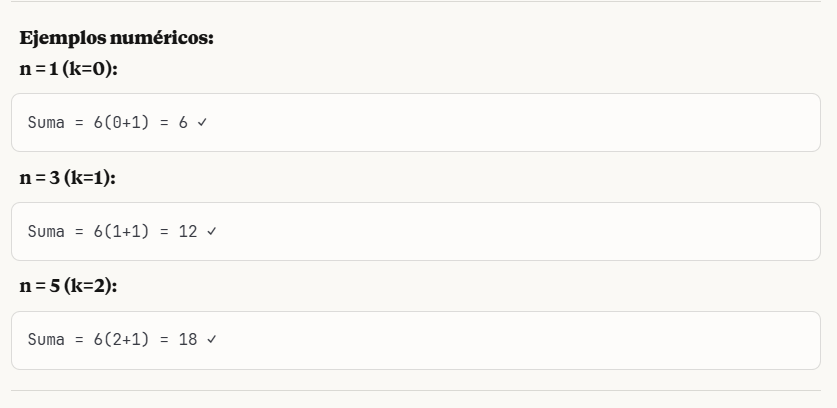 Ejemplos numéricos:
n = 1 (k=0):
Suma = 6(0+1) = 6 ✓
n = 3 (k=1):
Suma = 6(1+1) = 12 ✓
n = 5 (k=2):
Suma = 6(2+1) = 18 ✓